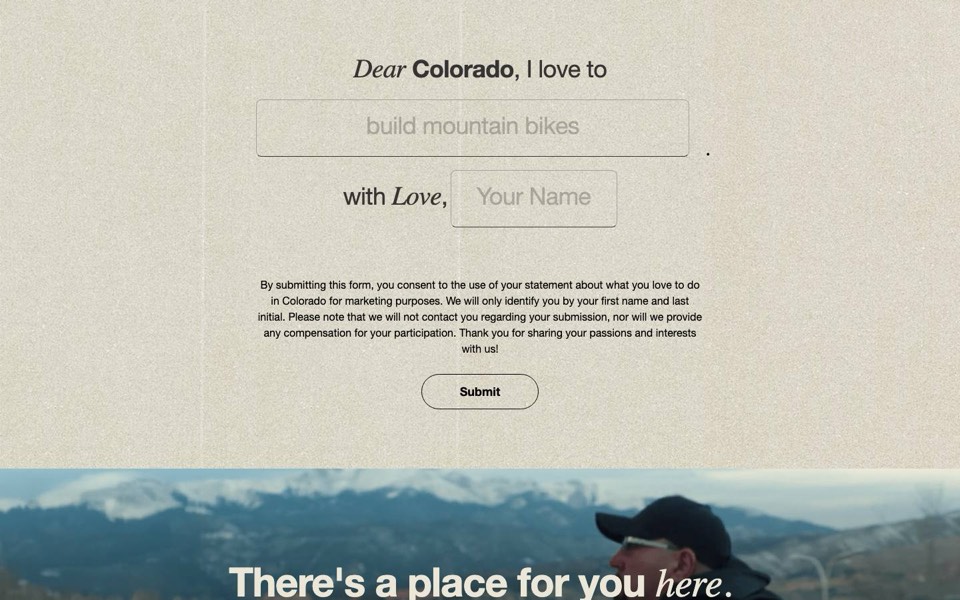 Dear Colorado, I love to
build mountain bikes
.
with Love, Your Name
By submitting this form, you consent to the use of your statement about what you love to do
in Colorado for marketing purposes. We will only identify you by your first name and last
initial. Please note that we will not contact you regarding your submission, nor will we provide
any compensation for your participation. Thank you for sharing your passions and interests
with us!
Submit
There's a place for you here.